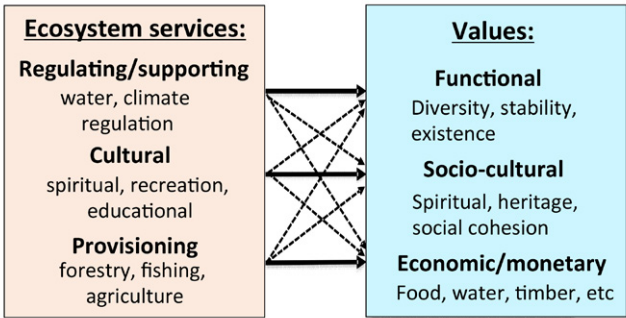 Ecosystem services:
Regulating/supporting
water, climate
regulation
Cultural
spiritual, recreation,
educational
Provisioning
forestry, fishing,
agriculture
Values:
Functional
Diversity, stability,
existence
Socio-cultural
Spiritual, heritage,
social cohesion
Economic/monetary
Food, water, timber, etc